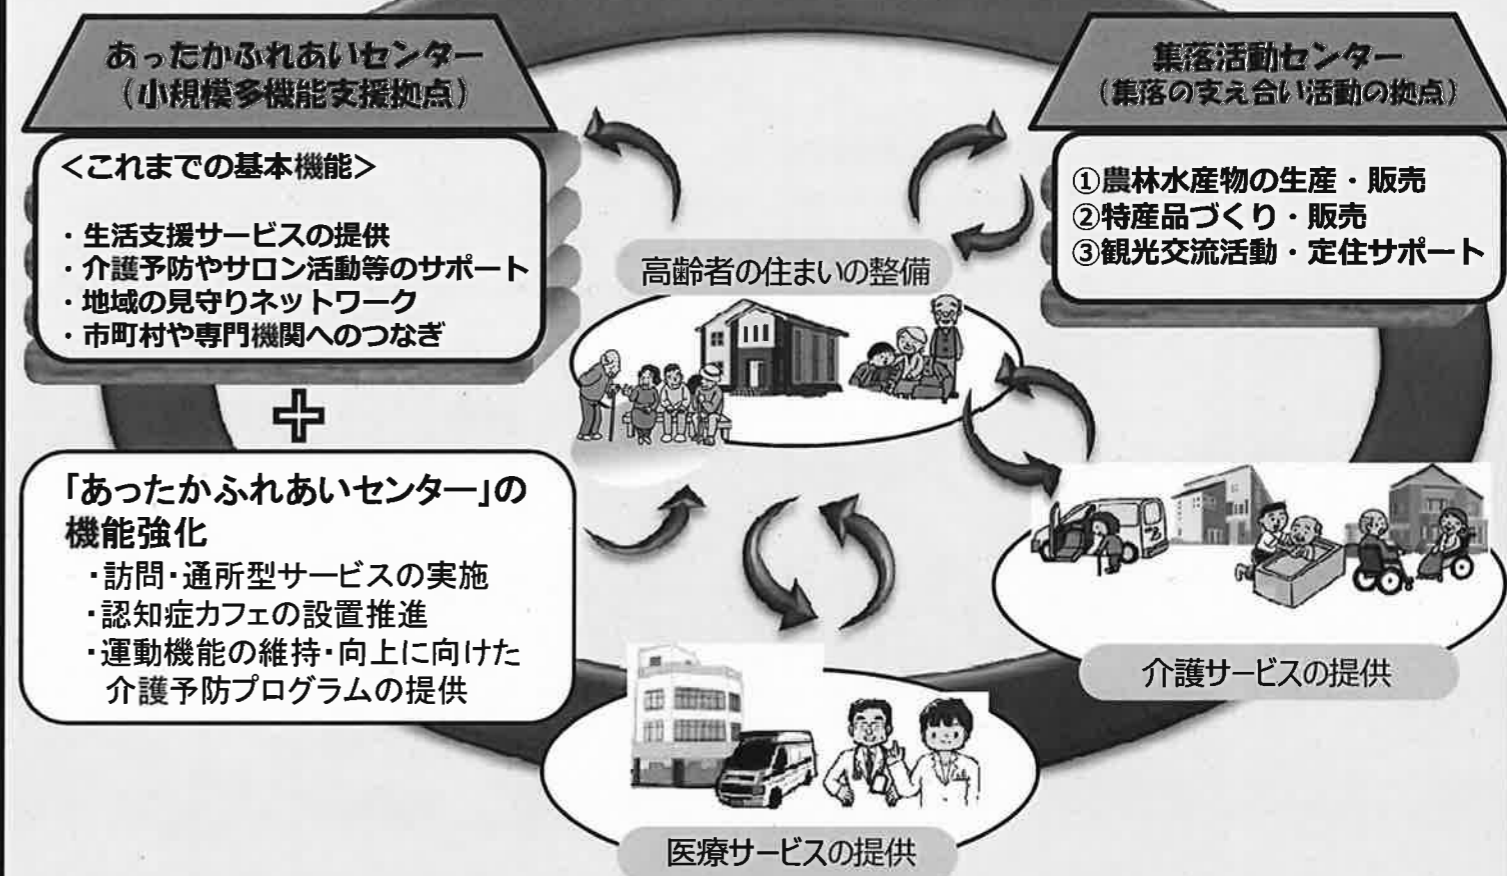 あったかふれあいセンター
（小規模多機能支援拠点）
＜これまでの基本機能＞
・生活支援サービスの提供
・介護予防やサロン活動等のサポート
・地域の見守りネットワーク
・市町村や専門機関へのつなぎ
＋
「あったかふれあいセンター」の
機能強化
・訪問・通所型サービスの実施
・認知症カフェの設置推進
・運動機能の維持・向上に向けた
介護予防プログラムの提供
集落活動センター
（集落の支え合い活動の拠点）
①農林水産物の生産・販売
②特産品づくり・販売
③観光交流活動・定住サポート
高齢者の住まいの整備
介護サービスの提供
医療サービスの提供